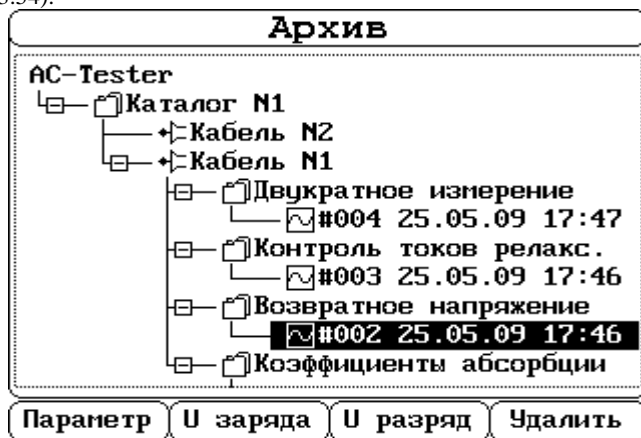 3.34).
Архив
AC-Tester
Каталог N1
Кабель N2
Кабель N1
Двукратное измерение
#004 25.05.09 17:47
Контроль токов релакс.
#003 25.05.09 17:46
Возвратное напряжение
#002 25.05.09 17:46
Коэффициенты абсорбции
Параметр U заряда U разряд Удалить